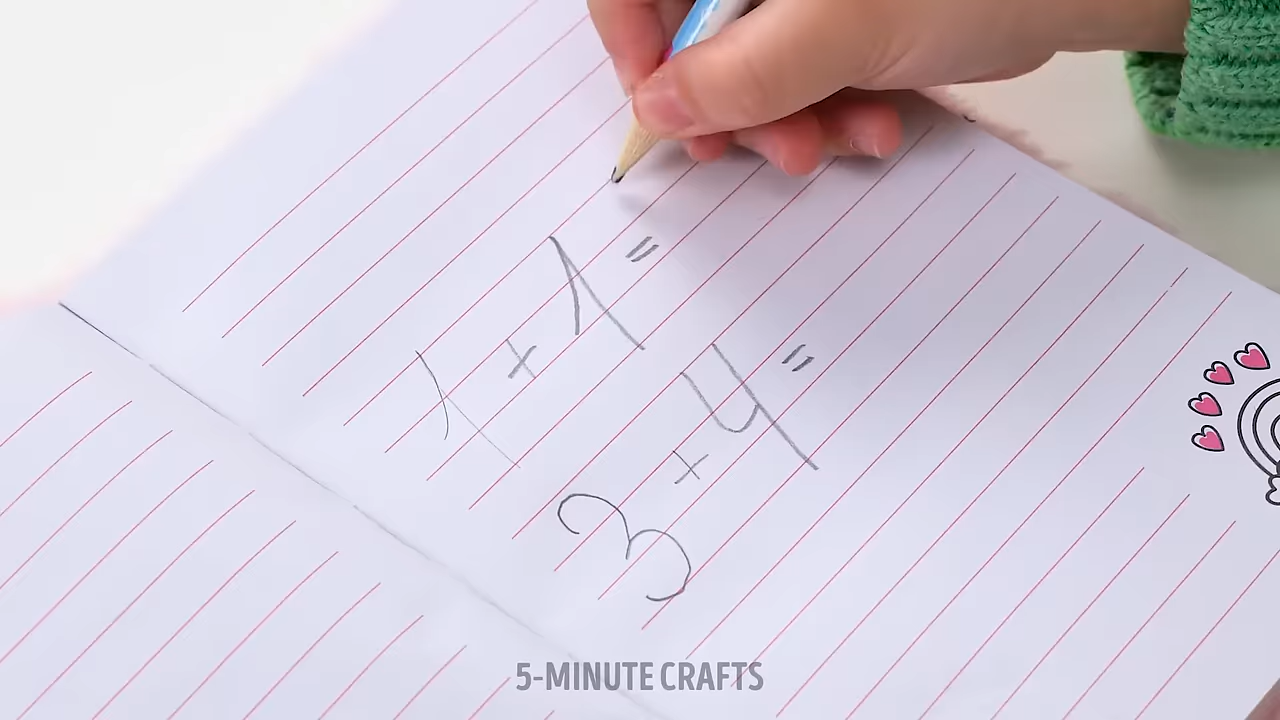 1 + 1 =
3 + 4 =
5-MINUTE CRAFTS